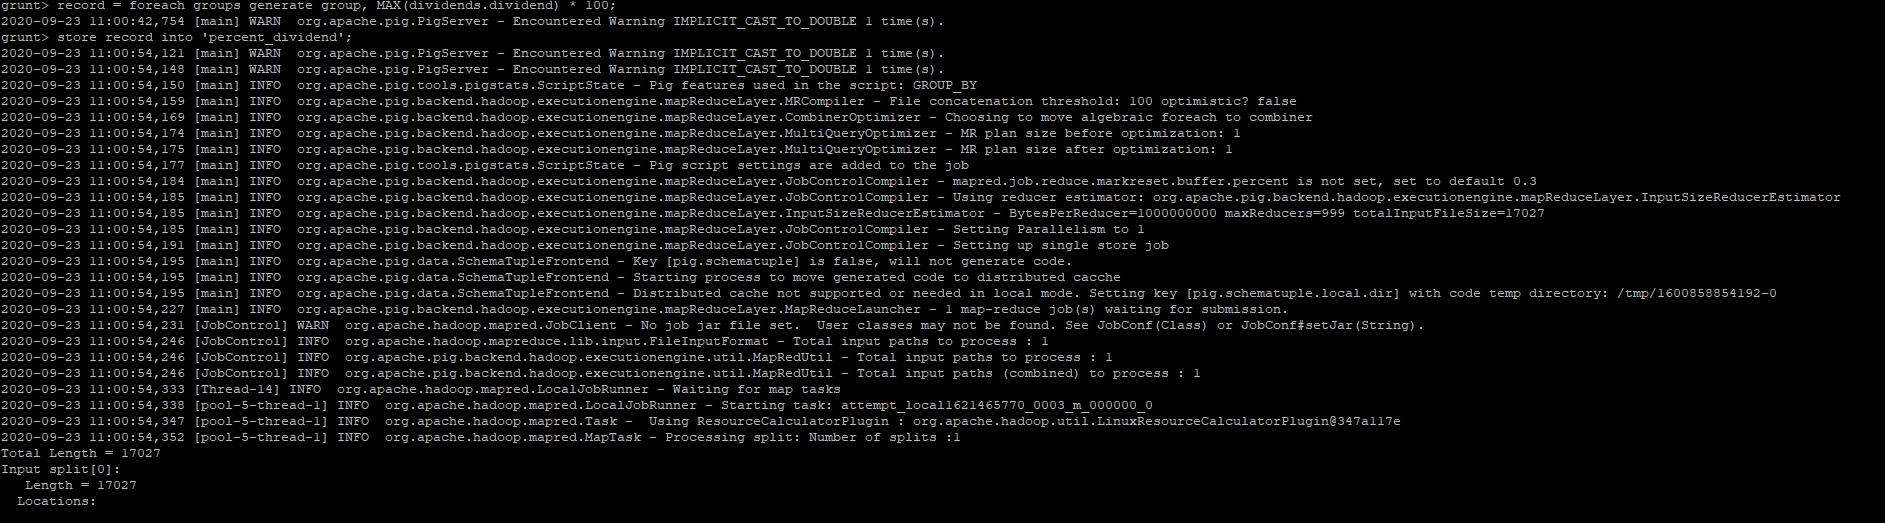 grunt> record = foreach groups generate group, MAX(dividends.dividend) * 100;
2020-09-23 11:00:42,754 [main] WARN  org.apache.pig.PigServer - Encountered Warning IMPLICIT_CAST_TO_DOUBLE 1 time(s).
grunt> store record into 'percent_dividend';
2020-09-23 11:00:54,121 [main] WARN  org.apache.pig.PigServer - Encountered Warning IMPLICIT_CAST_TO_DOUBLE 1 time(s).
2020-09-23 11:00:54,148 [main] WARN  org.apache.pig.PigServer - Encountered Warning IMPLICIT_CAST_TO_DOUBLE 1 time(s).
2020-09-23 11:00:54,150 [main] INFO  org.apache.pig.tools.pigstats.ScriptState - Pig features used in the script: GROUP_BY
2020-09-23 11:00:54,159 [main] INFO  org.apache.pig.backend.hadoop.executionengine.mapReduceLayer.MRCompiler - File concatenation threshold: 100 optimistic? false
2020-09-23 11:00:54,169 [main] INFO  org.apache.pig.backend.hadoop.executionengine.mapReduceLayer.CombinerOptimizer - Choosing to move algebraic foreach to combiner
2020-09-23 11:00:54,174 [main] INFO  org.apache.pig.backend.hadoop.executionengine.mapReduceLayer.MultiQueryOptimizer - MR plan size before optimization: 1
2020-09-23 11:00:54,175 [main] INFO  org.apache.pig.backend.hadoop.executionengine.mapReduceLayer.MultiQueryOptimizer - MR plan size after optimization: 1
2020-09-23 11:00:54,177 [main] INFO  org.apache.pig.tools.pigstats.ScriptState - Pig script settings are added to the job
2020-09-23 11:00:54,184 [main] INFO  org.apache.pig.backend.hadoop.executionengine.mapReduceLayer.JobControlCompiler - mapred.job.reduce.markreset.buffer.percent is not set, set to default 0.3
2020-09-23 11:00:54,185 [main] INFO  org.apache.pig.backend.hadoop.executionengine.mapReduceLayer.JobControlCompiler - Using reducer estimator: org.apache.pig.backend.hadoop.executionengine.mapReduceLayer.InputSizeReducerEstimator
2020-09-23 11:00:54,185 [main] INFO  org.apache.pig.backend.hadoop.executionengine.mapReduceLayer.InputSizeReducerEstimator - BytesPerReducer=1000000000 maxReducers=999 totalInputFileSize=17027
2020-09-23 11:00:54,185 [main] INFO  org.apache.pig.backend.hadoop.executionengine.mapReduceLayer.JobControlCompiler - Setting Parallelism to 1
2020-09-23 11:00:54,191 [main] INFO  org.apache.pig.backend.hadoop.executionengine.mapReduceLayer.JobControlCompiler - Setting up single store job
2020-09-23 11:00:54,195 [main] INFO  org.apache.pig.data.SchemaTupleFrontend - Key [pig.schematuple] is false, will not generate code.
2020-09-23 11:00:54,195 [main] INFO  org.apache.pig.data.SchemaTupleFrontend - Starting process to move generated code to distributed cacche
2020-09-23 11:00:54,195 [main] INFO  org.apache.pig.data.SchemaTupleFrontend - Distributed cache not supported or needed in local mode. Setting key [pig.schematuple.local.dir] with code temp directory: /tmp/1600858854192-0
2020-09-23 11:00:54,227 [main] INFO  org.apache.pig.backend.hadoop.executionengine.mapReduceLayer.MapReduceLauncher - 1 map-reduce job(s) waiting for submission.
2020-09-23 11:00:54,231 [JobControl] WARN  org.apache.hadoop.mapred.JobClient - No job jar file set.  User classes may not be found. See JobConf(Class) or JobConf#setJar(String).
2020-09-23 11:00:54,246 [JobControl] INFO  org.apache.hadoop.mapreduce.lib.input.FileInputFormat - Total input paths to process : 1
2020-09-23 11:00:54,246 [JobControl] INFO  org.apache.pig.backend.hadoop.executionengine.util.MapRedUtil - Total input paths to process : 1
2020-09-23 11:00:54,246 [JobControl] INFO  org.apache.pig.backend.hadoop.executionengine.util.MapRedUtil - Total input paths (combined) to process : 1
2020-09-23 11:00:54,333 [Thread-14] INFO  org.apache.hadoop.mapred.LocalJobRunner - Waiting for map tasks
2020-09-23 11:00:54,338 [pool-5-thread-1] INFO  org.apache.hadoop.mapred.LocalJobRunner - Starting task: attempt_local1621465770_0003_m_000000_0
2020-09-23 11:00:54,347 [pool-5-thread-1] INFO  org.apache.hadoop.mapred.Task -  Using ResourceCalculatorPlugin : org.apache.hadoop.util.LinuxResourceCalculatorPlugin@347a117e
2020-09-23 11:00:54,352 [pool-5-thread-1] INFO  org.apache.hadoop.mapred.MapTask - Processing split: Number of splits :1
Total Length = 17027
Input split[0]:
   Length = 17027
  Locations: